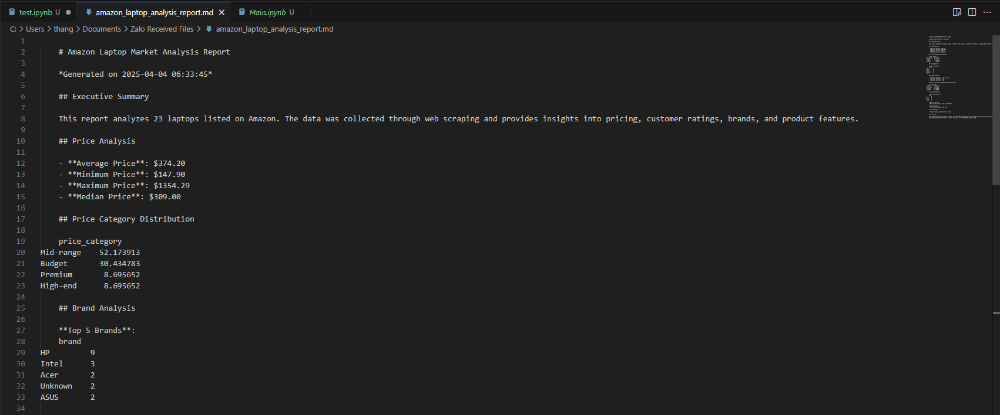 test.ipynb U
amazon_laptop_analysis_report.md
Main.ipynb U
C: > Users > thang > Documents > Zalo Received Files > amazon_laptop_analysis_report.md
1
2 # Amazon Laptop Market Analysis Report
3
4 *Generated on 2025-04-04 06:33:45*
5
6 ## Executive Summary
7
8 This report analyzes 23 laptops listed on Amazon. The data was collected through web scraping and provides insights into pricing, customer ratings, brands, and product features.
9
10 ## Price Analysis
11
12 - **Average Price**: $374.20
13 - **Minimum Price**: $147.90
14 - **Maximum Price**: $1354.29
15 - **Median Price**: $309.00
16
17 ## Price Category Distribution
18
19 price_category
20 Mid-range 52.173913
21 Budget 30.434783
22 Premium 8.695652
23 High-end 8.695652
24
25 ## Brand Analysis
26
27 **Top 5 Brands**:
28 brand
29 HP 9
30 Intel 3
31 Acer 2
32 Unknown 2
33 ASUS 2
34